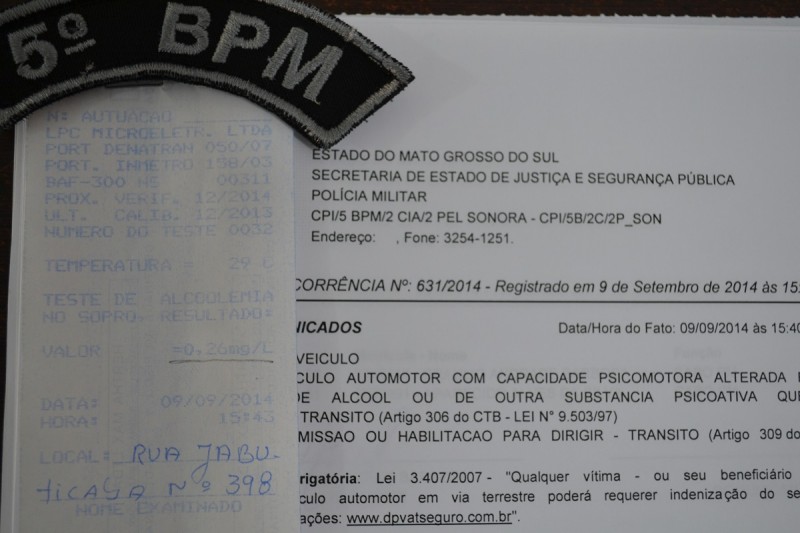 5º BPM
Nº AUTUACAO
LPC MICROELETR. LTDA
PORT DENATRAN 050/07
PORT. INMETRO 158/03
BAF-300 NS 00311
PROX. VERIF. 12/2014
ULT. CALIB. 12/2013
NUMERO DO TESTE 0032
TEMPERATURA = 29 C
TESTE DE ALCOOLEMIA
NO SOPRO, RESULTADO:
VALOR =0,26mg/L
DATA: 09/09/2014
HORA: 15:43
LOCAL: RUA JABU-
TICABA Nº 398
NOME EXAMINADO
ESTADO DO MATO GROSSO DO SUL
SECRETARIA DE ESTADO DE JUSTIÇA E SEGURANÇA PÚBLICA
POLÍCIA MILITAR
CPI/5 BPM/2 CIA/2 PEL SONORA - CPI/5B/2C/2P_SON
Endereço: , Fone: 3254-1251.
CORRÊNCIA Nº: 631/2014 - Registrado em 9 de Setembro de 2014 às 15:
NICADOS Data/Hora do Fato: 09/09/2014 às 15:40
VEICULO
CULO AUTOMOTOR COM CAPACIDADE PSICOMOTORA ALTERADA
DE ALCOOL OU DE OUTRA SUBSTANCIA PSICOATIVA QUE
TRANSITO (Artigo 306 do CTB - LEI N° 9.503/97)
MISSAO OU HABILITACAO PARA DIRIGIR - TRANSITO (Artigo 309 do
brigatória: Lei 3.407/2007 - "Qualquer vítima - ou seu beneficiário
culo automotor em via terrestre poderá requerer indenização do se
ações: www.dpvatseguro.com.br".